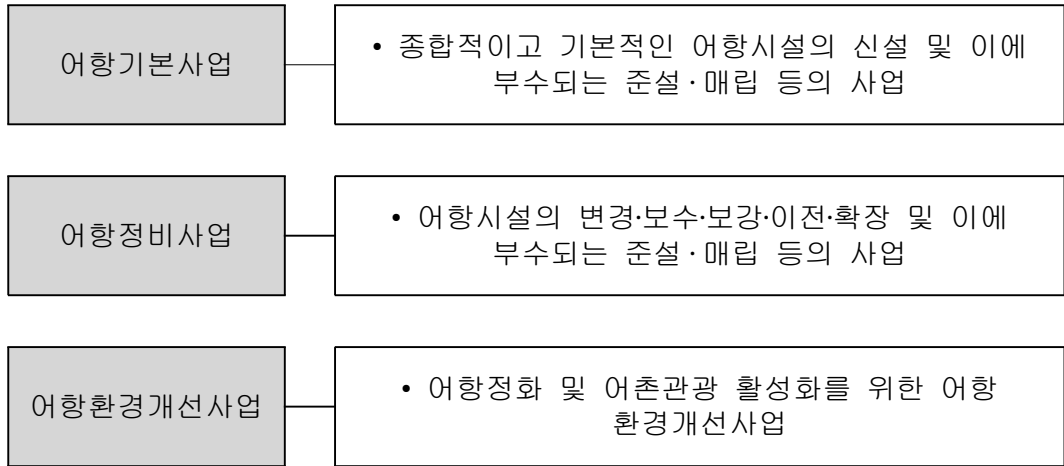 어항기본사업
• 종합적이고 기본적인 어항시설의 신설 및 이에
부수되는 준설·매립 등의 사업
어항정비사업
• 어항시설의 변경·보수·보강·이전·확장 및 이에
부수되는 준설·매립 등의 사업
어항환경개선사업
• 어항정화 및 어촌관광 활성화를 위한 어항
환경개선사업